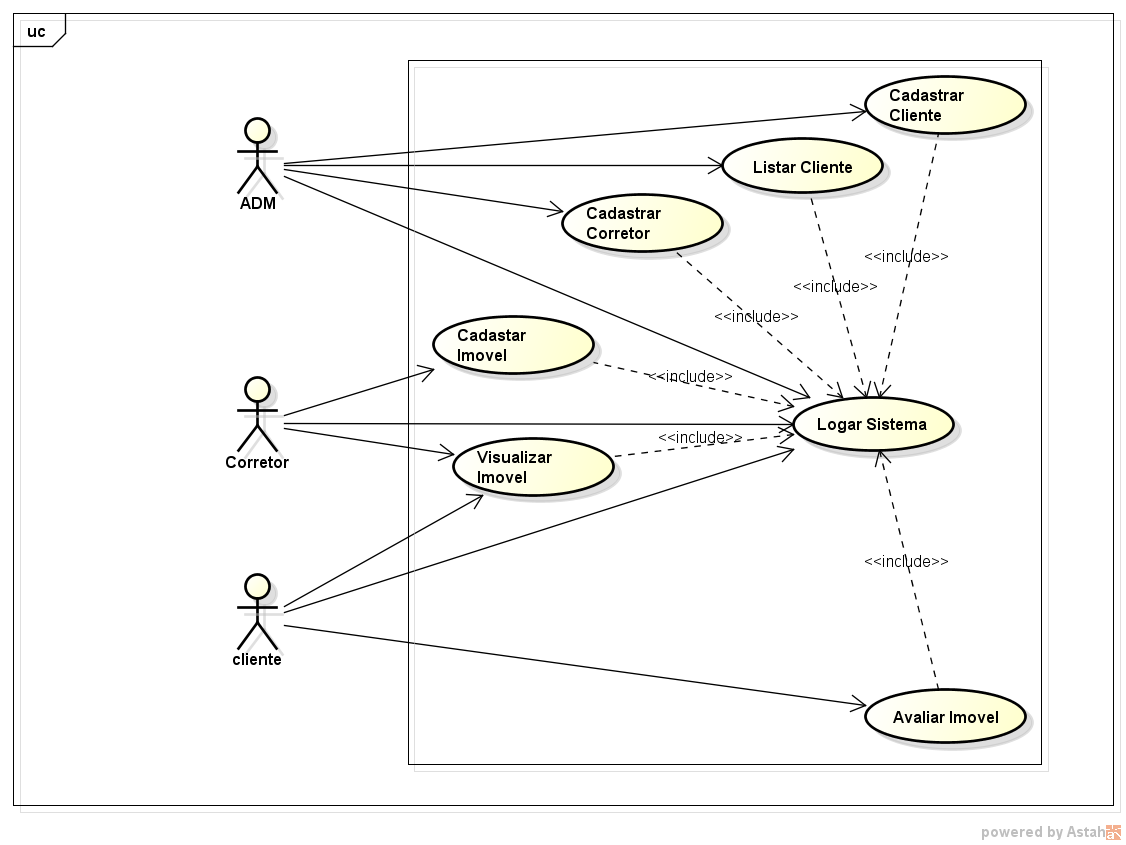 uc
Cadastrar
Cliente
Listar Cliente
ADM
Cadastrar
Corretor
<<include>>
<<include>>
<<include>>
Cadastar
Imovel
<<include>>
Logar Sistema
<<include>>
Visualizar
Imovel
Corretor
<<include>>
cliente
Avaliar Imovel
powered by Astah